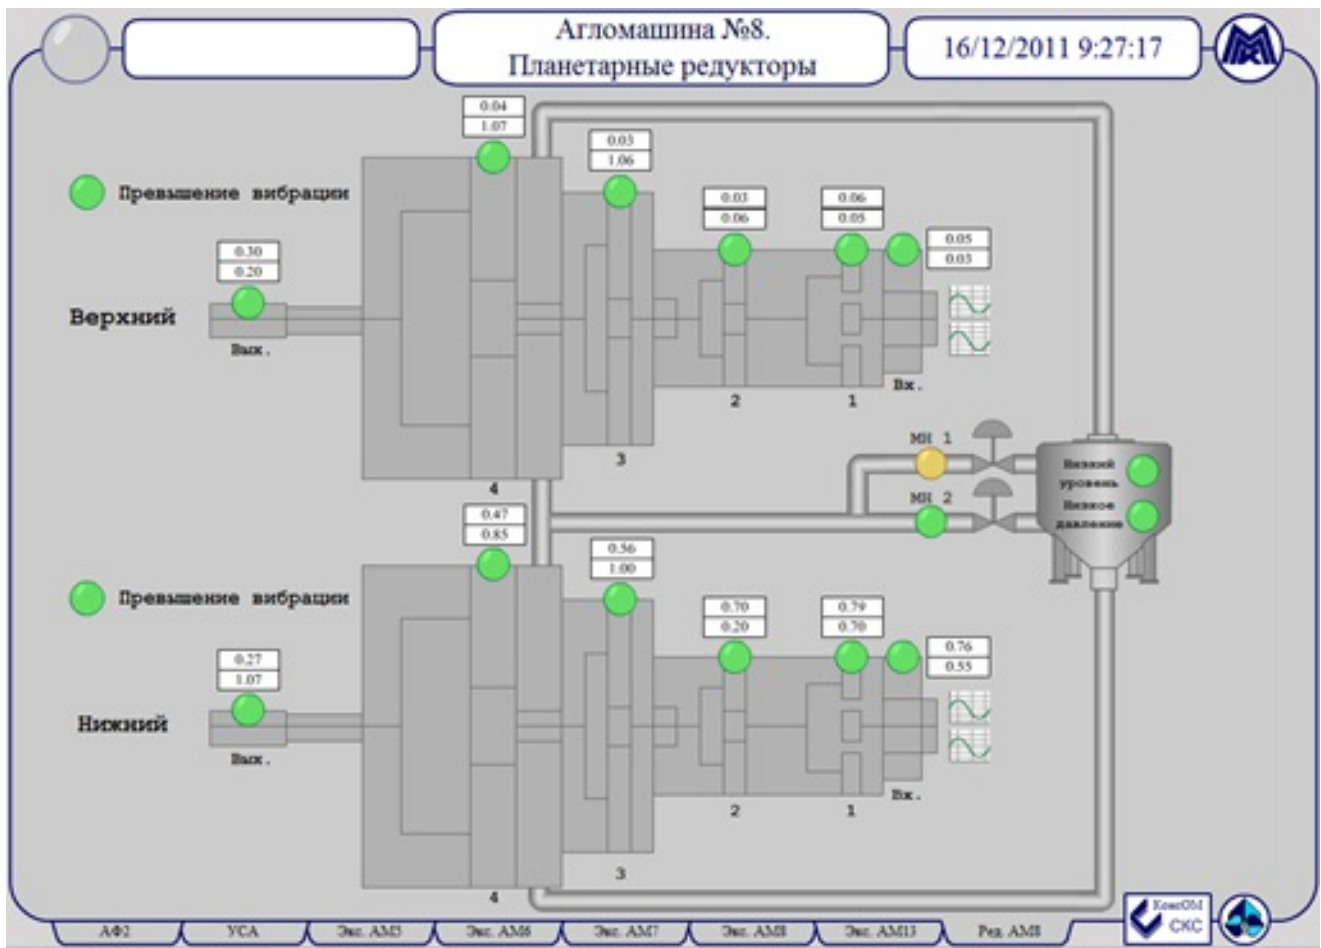 Агломашина №8.
Планетарные редукторы
16/12/2011 9:27:17
0.04
1.07
0.03
1.06
Превышение вибрации
0.03
0.06
0.06
0.05
0.05
0.03
0.30
0.20
Верхний
Вых.
Вх.
2
1
3
4
МН 1
Низкий
уровень
МН 2
Низкое
давление
0.47
0.85
0.56
1.00
Превышение вибрации
0.70
0.20
0.79
0.70
0.76
0.55
0.27
1.07
Нижний
Вых.
Вх.
2
1
3
4
КонсОМ
СКС
АФ2
УСА
Экс. АМ5
Экс. АМ6
Экс. АМ7
Экс. АМ8
Экс. АМ13
Ред. АМ8